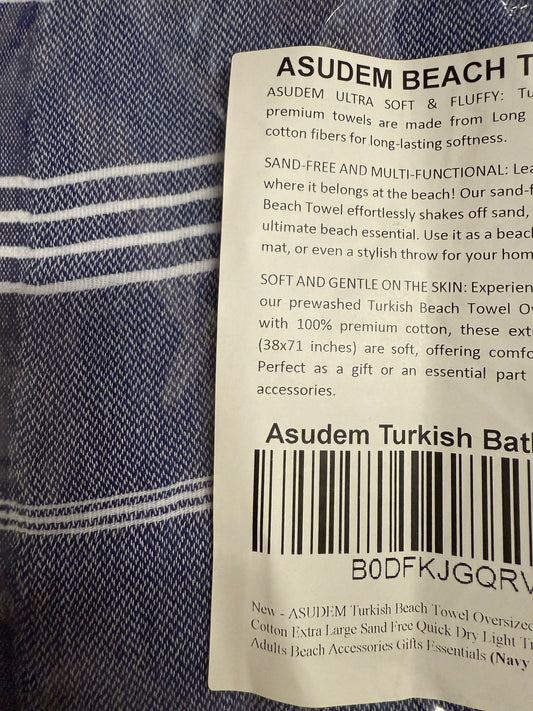 ASUDEM BEACH T
ASUDEM ULTRA SOFT & FLUFFY: Tu
premium towels are made from Long
cotton fibers for long-lasting softness.
SAND-FREE AND MULTI-FUNCTIONAL: Lea
where it belongs at the beach! Our sand-f
Beach Towel effortlessly shakes off sand,
ultimate beach essential. Use it as a beac
mat, or even a stylish throw for your hom
SOFT AND GENTLE ON THE SKIN: Experien
our prewashed Turkish Beach Towel Ov
with 100% premium cotton, these ext
(38x71 inches) are soft, offering comfo
Perfect as a gift or an essential part
accessories.
Asudem Turkish Bat
B0DFKJGQRV
New - ASUDEM Turkish Beach Towel Oversized
Cotton Extra Large Sand Free Quick Dry Light Tr
Adults Beach Accessories Gifts Essentials (Navy